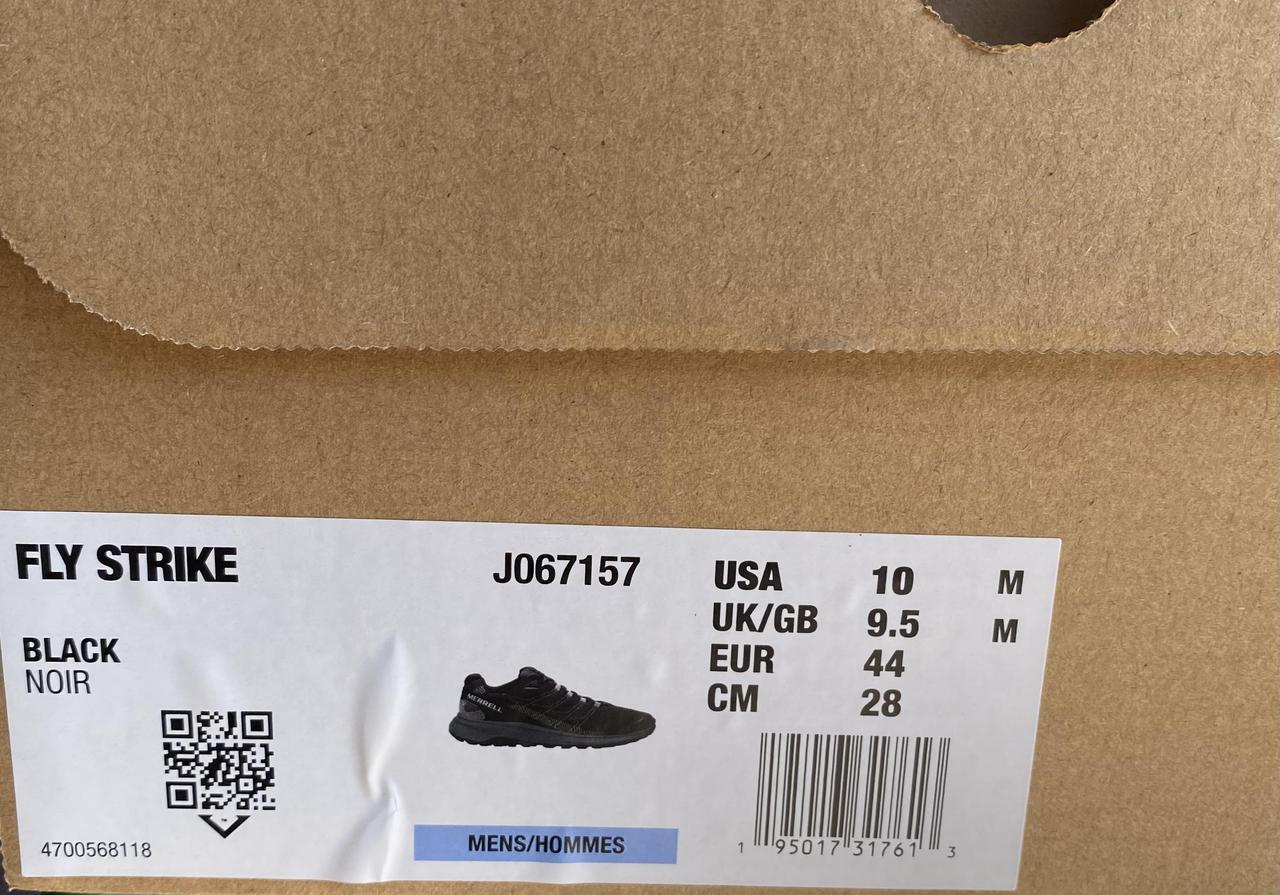 FLY STRIKE
J067157
BLACK
NOIR
USA 10 M
UK/GB 9.5 M
EUR 44
CM 28
MERRELL
4700568118
MENS/HOMMES
1 95017 31761 3